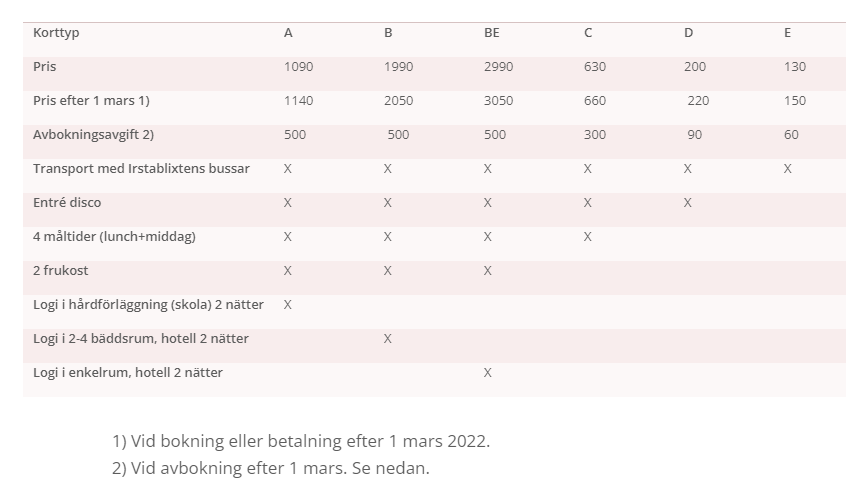 Korttyp A B BE C D E
Pris 1090 1990 2990 630 200 130
Pris efter 1 mars 1) 1140 2050 3050 660 220 150
Avbokningsavgift 2) 500 500 500 300 90 60
Transport med Irstablixtens bussar X X X X X X
Entré disco X X X X X
4 måltider (lunch+middag) X X X X
2 frukost X X X
Logi i hårdförläggning (skola) 2 nätter X
Logi i 2-4 bäddsrum, hotell 2 nätter X
Logi i enkelrum, hotell 2 nätter X
1) Vid bokning eller betalning efter 1 mars 2022.
2) Vid avbokning efter 1 mars. Se nedan.